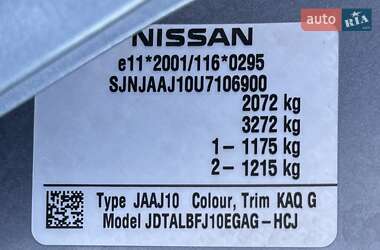 auto RIA.com
NISSAN
e11*2001/116*0295
SJNJAAJ10U7106900
2072 kg
3272 kg
1- 1175 kg
2- 1215 kg
Type JAAJ10 Colour, Trim KAQ G
Model JDTALBFJ10EGAG-HCJ